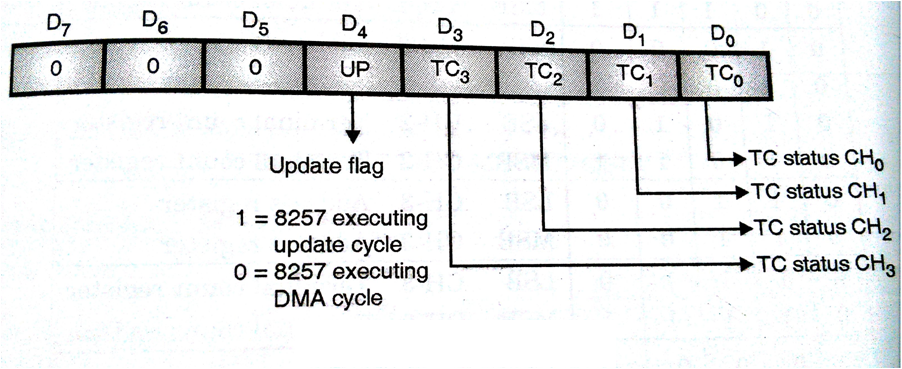 D7 D6 D5 D4 D3 D2 D1 D0
0 0 0 UP TC3 TC2 TC1 TC0
Update flag
1 = 8257 executing
update cycle
0 = 8257 executing
DMA cycle
TC status CH0
TC status CH1
TC status CH2
TC status CH3